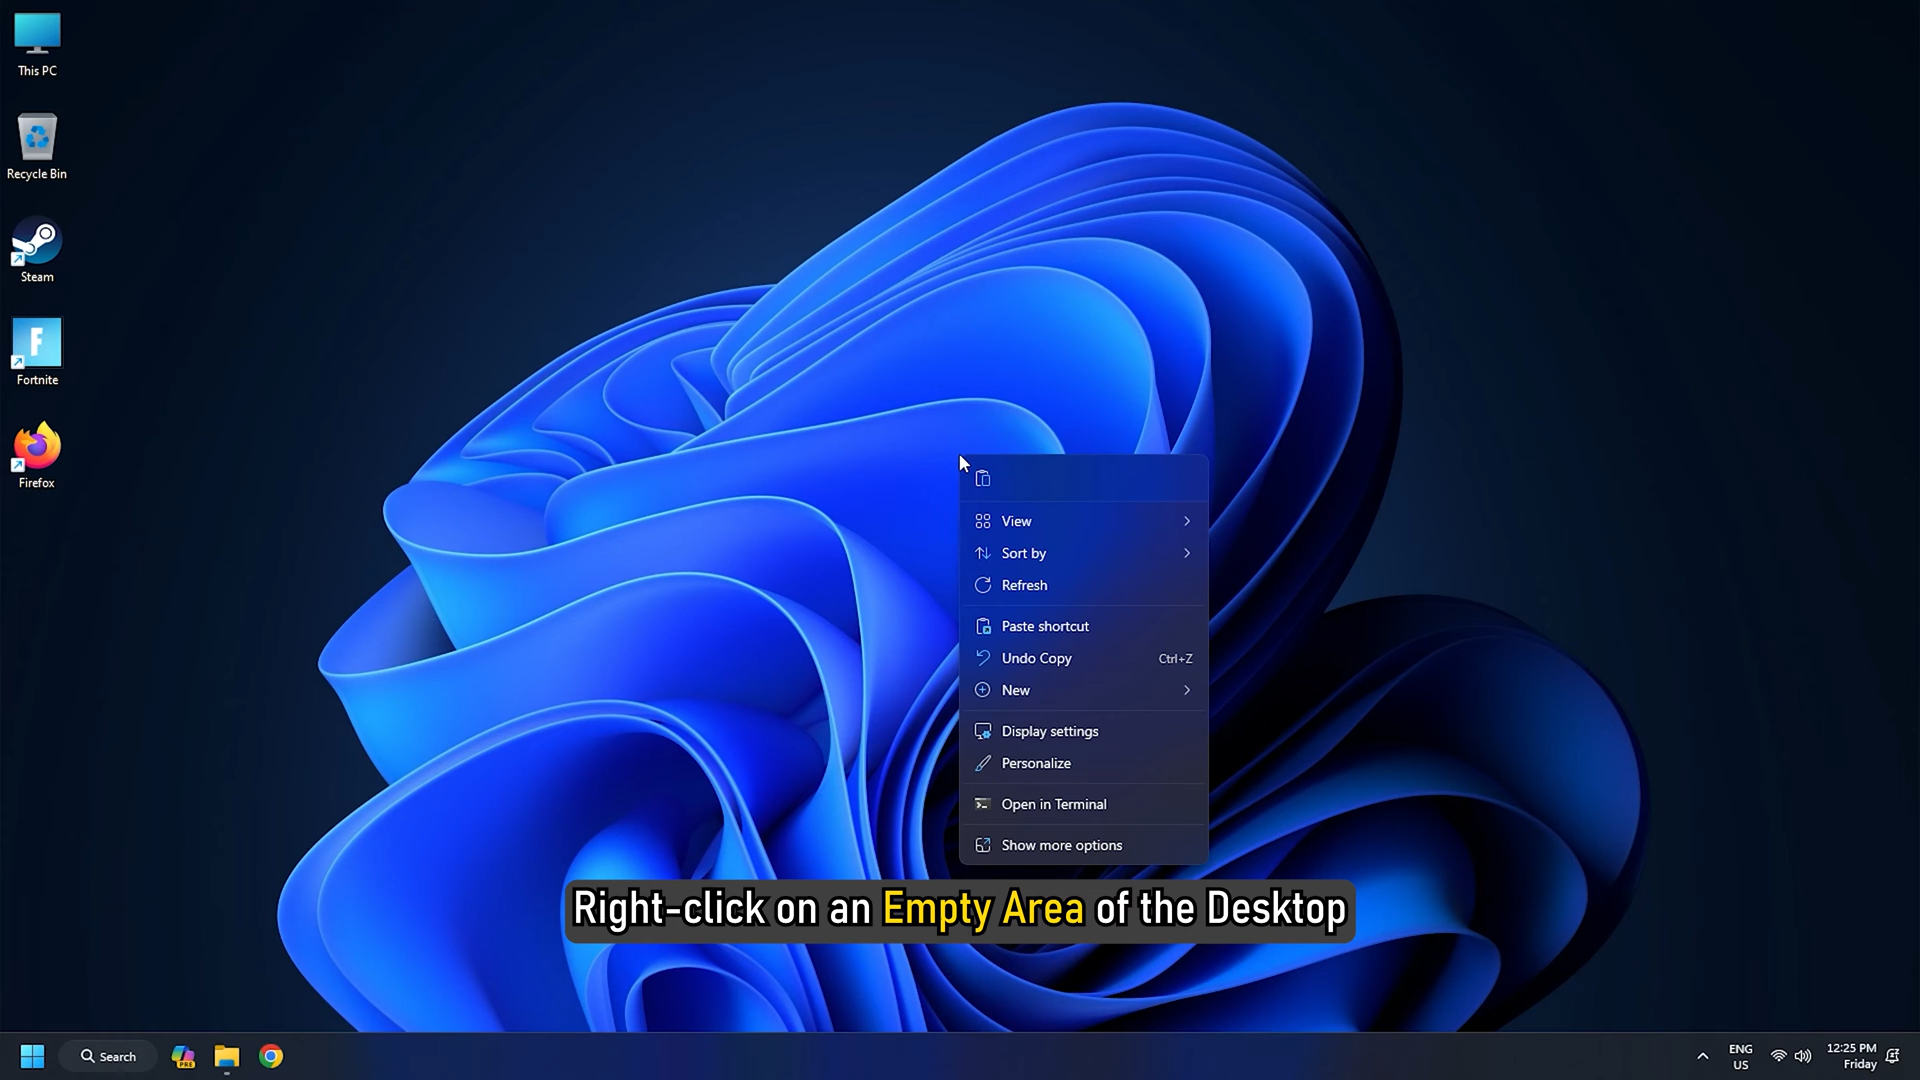 This PC
Recycle Bin
Steam
F
Fortnite
Firefox
View
Sort by
Refresh
Paste shortcut
Undo Copy Ctrl+Z
New
Display settings
Personalize
Open in Terminal
Show more options
Right-click on an Empty Area of the Desktop
Search
PRE
ENG
US
12:25 PM
Friday